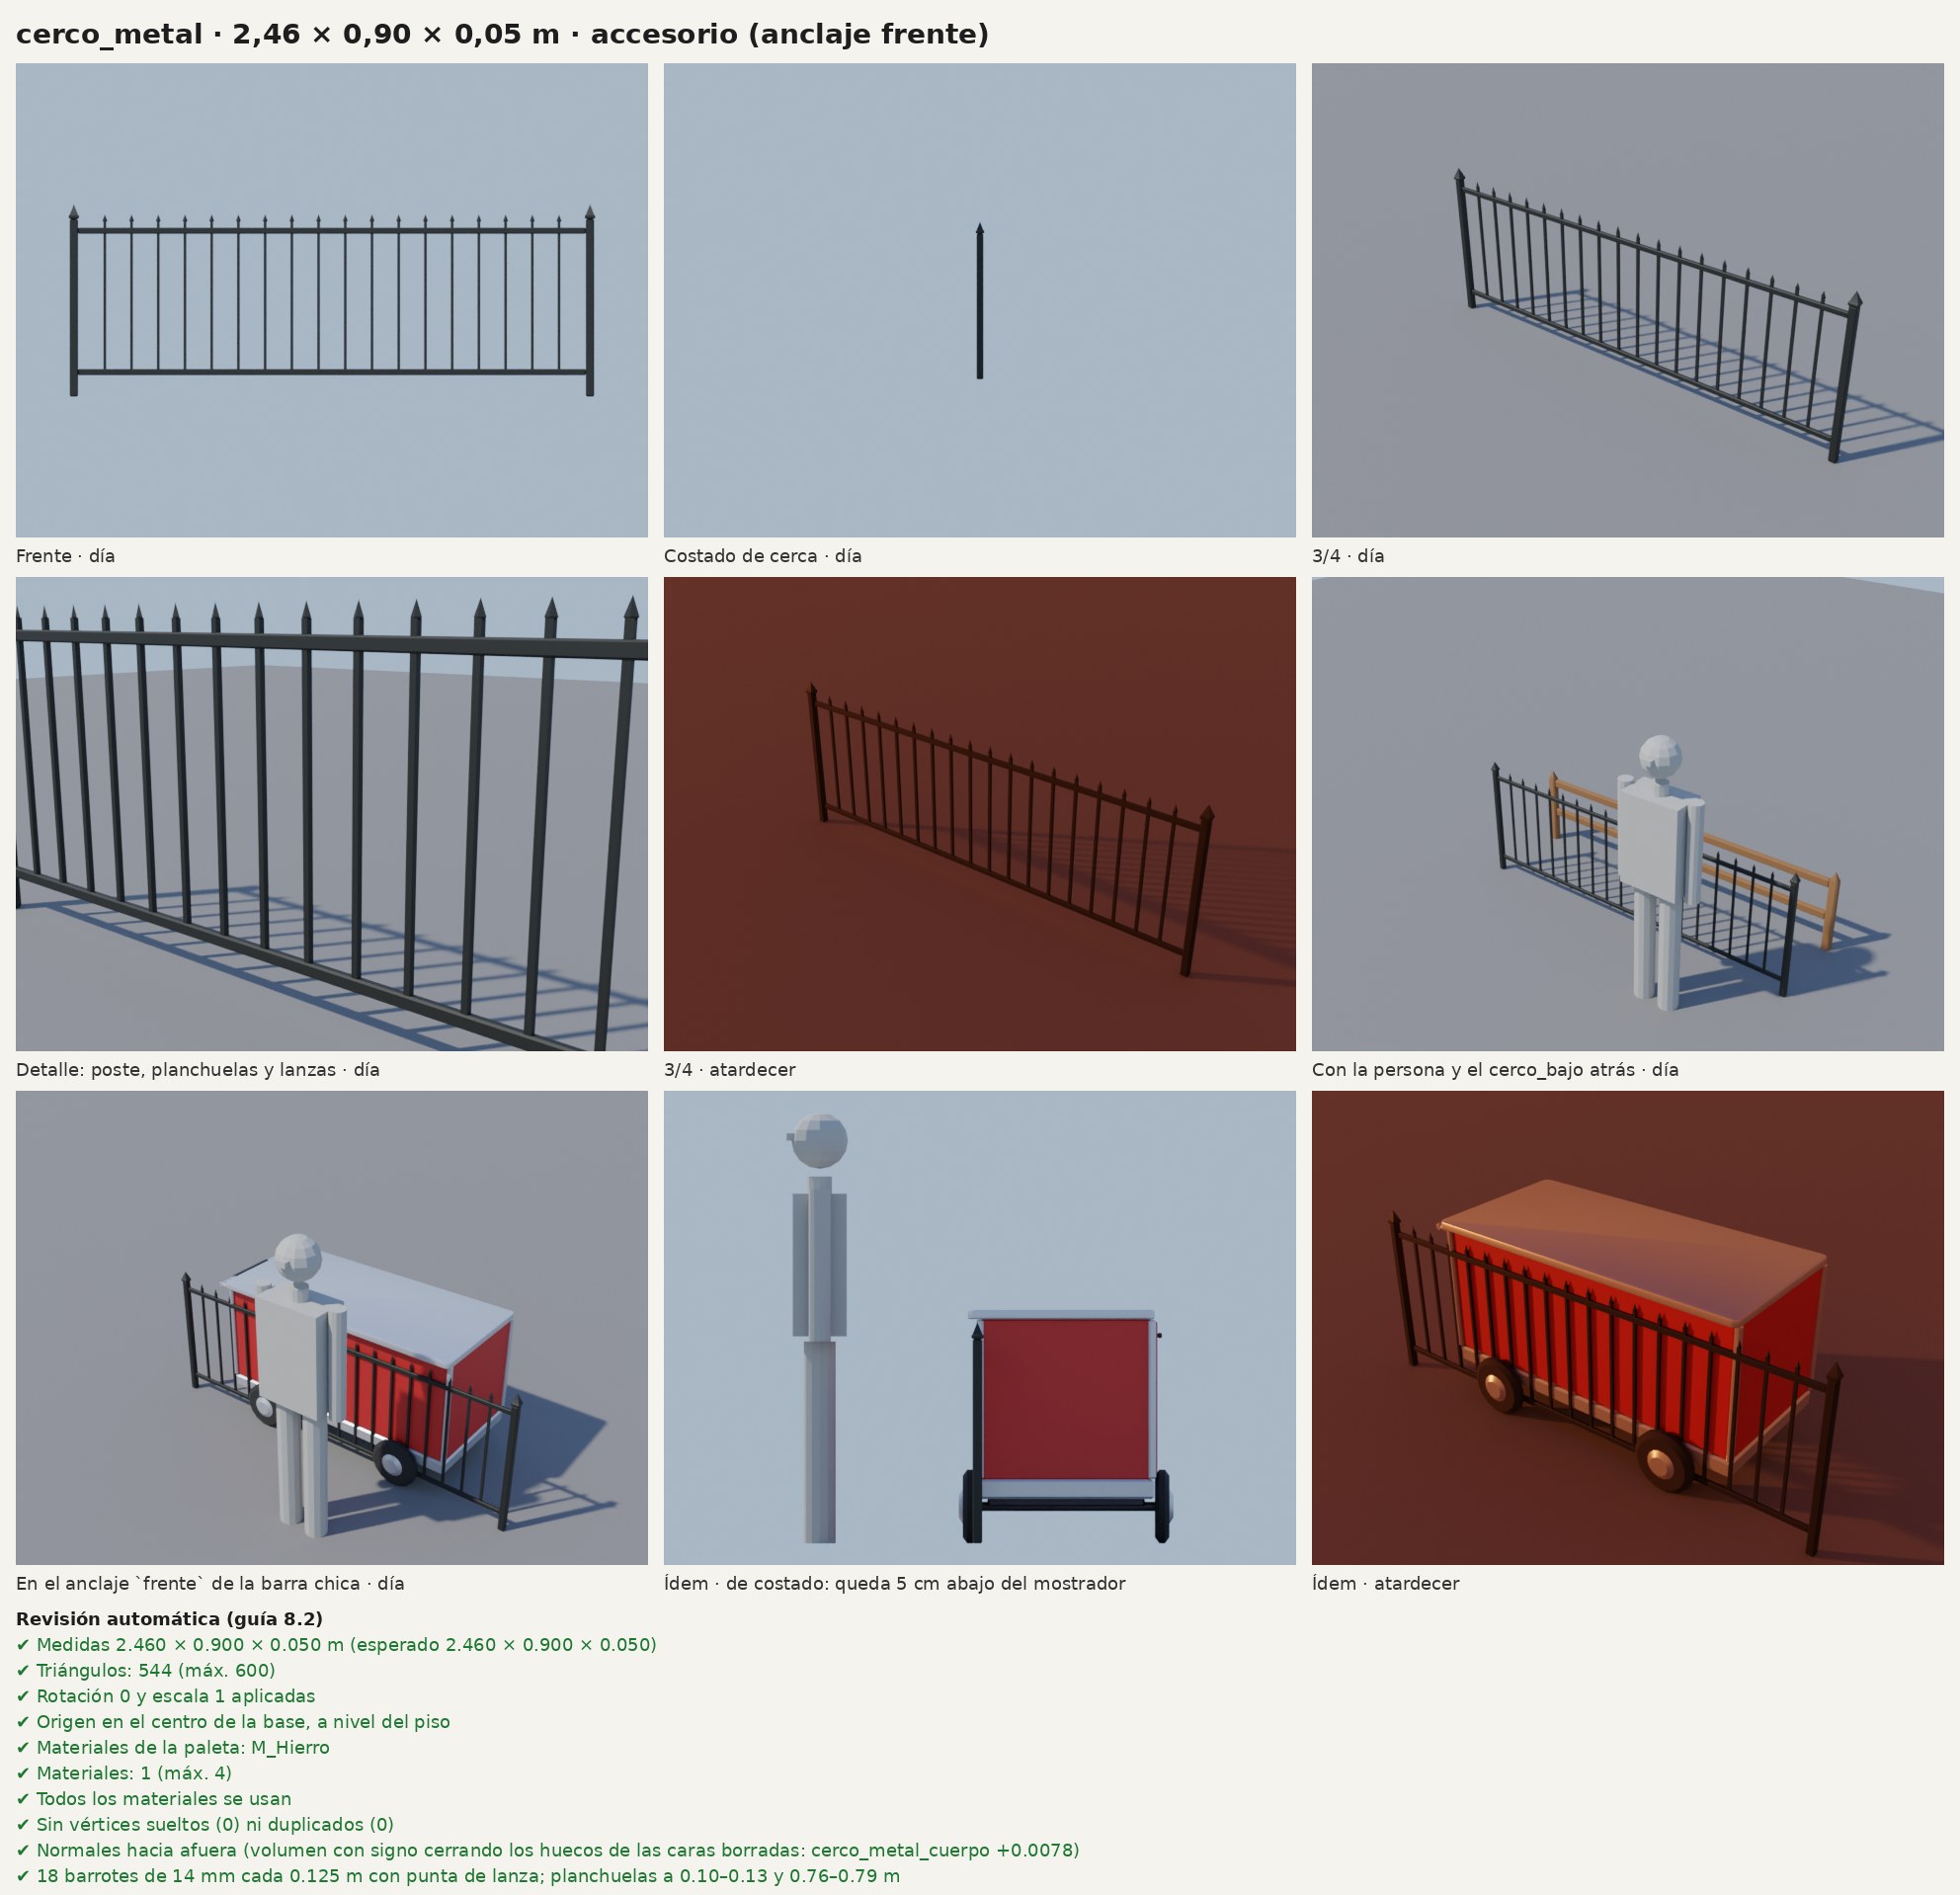 cerco_metal · 2,46 × 0,90 × 0,05 m · accesorio (anclaje frente)
Frente · día
Costado de cerca · día
3/4 · día
Detalle: poste, planchuelas y lanzas · día
3/4 · atardecer
Con la persona y el cerco_bajo atrás · día
En el anclaje `frente` de la barra chica · día
Ídem · de costado: queda 5 cm abajo del mostrador
Ídem · atardecer
Revisión automática (guía 8.2)
✔ Medidas 2.460 × 0.900 × 0.050 m (esperado 2.460 × 0.900 × 0.050)
✔ Triángulos: 544 (máx. 600)
✔ Rotación 0 y escala 1 aplicadas
✔ Origen en el centro de la base, a nivel del piso
✔ Materiales de la paleta: M_Hierro
✔ Materiales: 1 (máx. 4)
✔ Todos los materiales se usan
✔ Sin vértices sueltos (0) ni duplicados (0)
✔ Normales hacia afuera (volumen con signo cerrando los huecos de las caras borradas: cerco_metal_cuerpo +0.0078)
✔ 18 barrotes de 14 mm cada 0.125 m con punta de lanza; planchuelas a 0.10–0.13 y 0.76–0.79 m